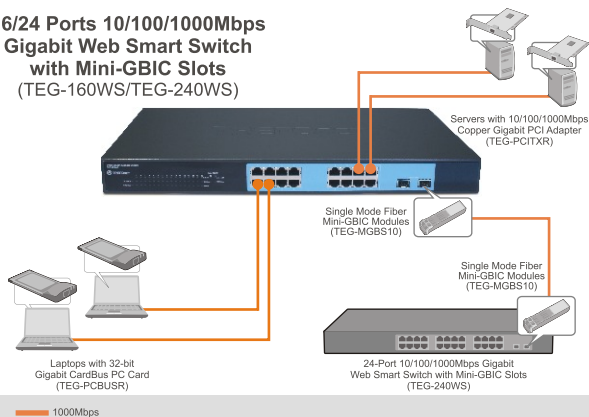 6/24 Ports 10/100/1000Mbps
Gigabit Web Smart Switch
with Mini-GBIC Slots
(TEG-160WS/TEG-240WS)
Servers with 10/100/1000Mbps
Copper Gigabit PCI Adapter
(TEG-PCITXR)
Single Mode Fiber
Mini-GBIC Modules
(TEG-MGBS10)
Single Mode Fiber
Mini-GBIC Modules
(TEG-MGBS10)
Laptops with 32-bit
Gigabit CardBus PC Card
(TEG-PCBUSR)
24-Port 10/100/1000Mbps Gigabit
Web Smart Switch with Mini-GBIC Slots
(TEG-240WS)
1000Mbps